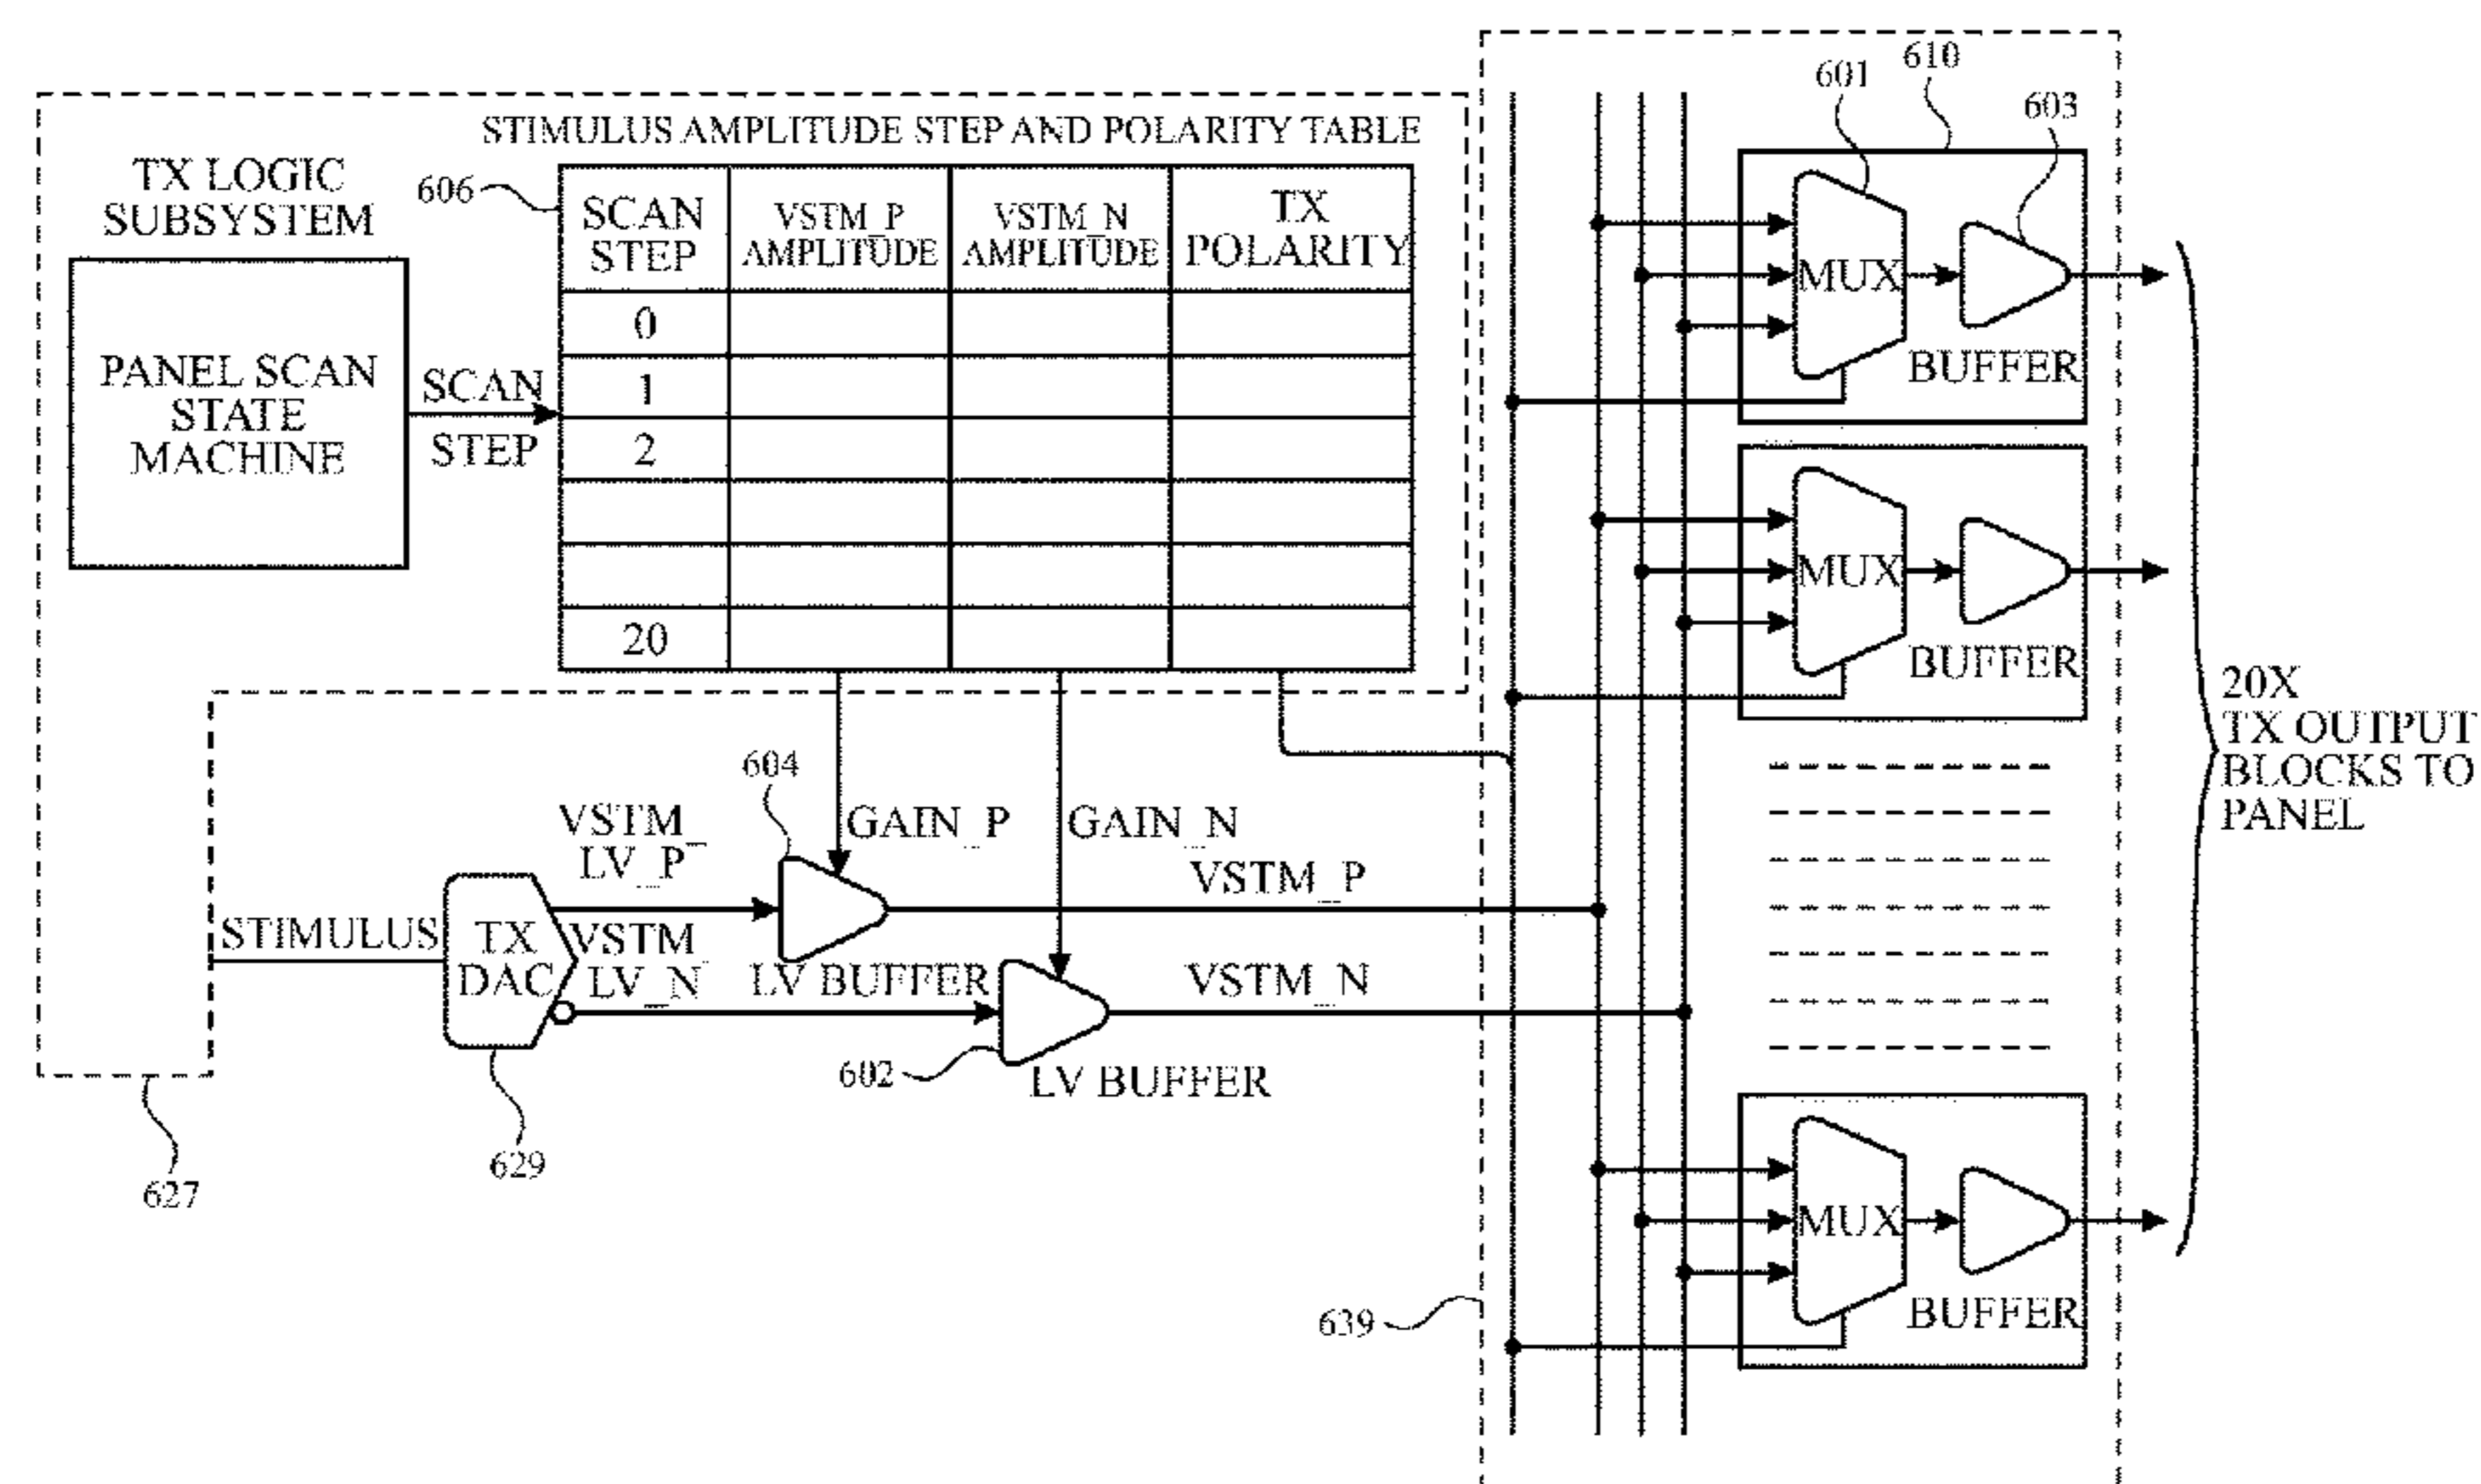 STIMULUS AMPLITUDE STEP AND POLARITY TABLE
TX LOGIC
SUBSYSTEM
606
SCAN
STEP
VSTM_P
AMPLITUDE
VSTM_N
AMPLITUDE
TX
POLARITY
0
1
2
20
PANEL SCAN
STATE
MACHINE
SCAN
STEP
604
GAIN_P
GAIN_N
VSTM_
LV_P
VSTM_P
STIMULUS
TX
DAC
VSTM_
LV_N
LV BUFFER
VSTM_N
602
LV BUFFER
629
627
601
610
603
MUX
BUFFER
MUX
BUFFER
20X
TX OUTPUT
BLOCKS TO
PANEL
MUX
BUFFER
639